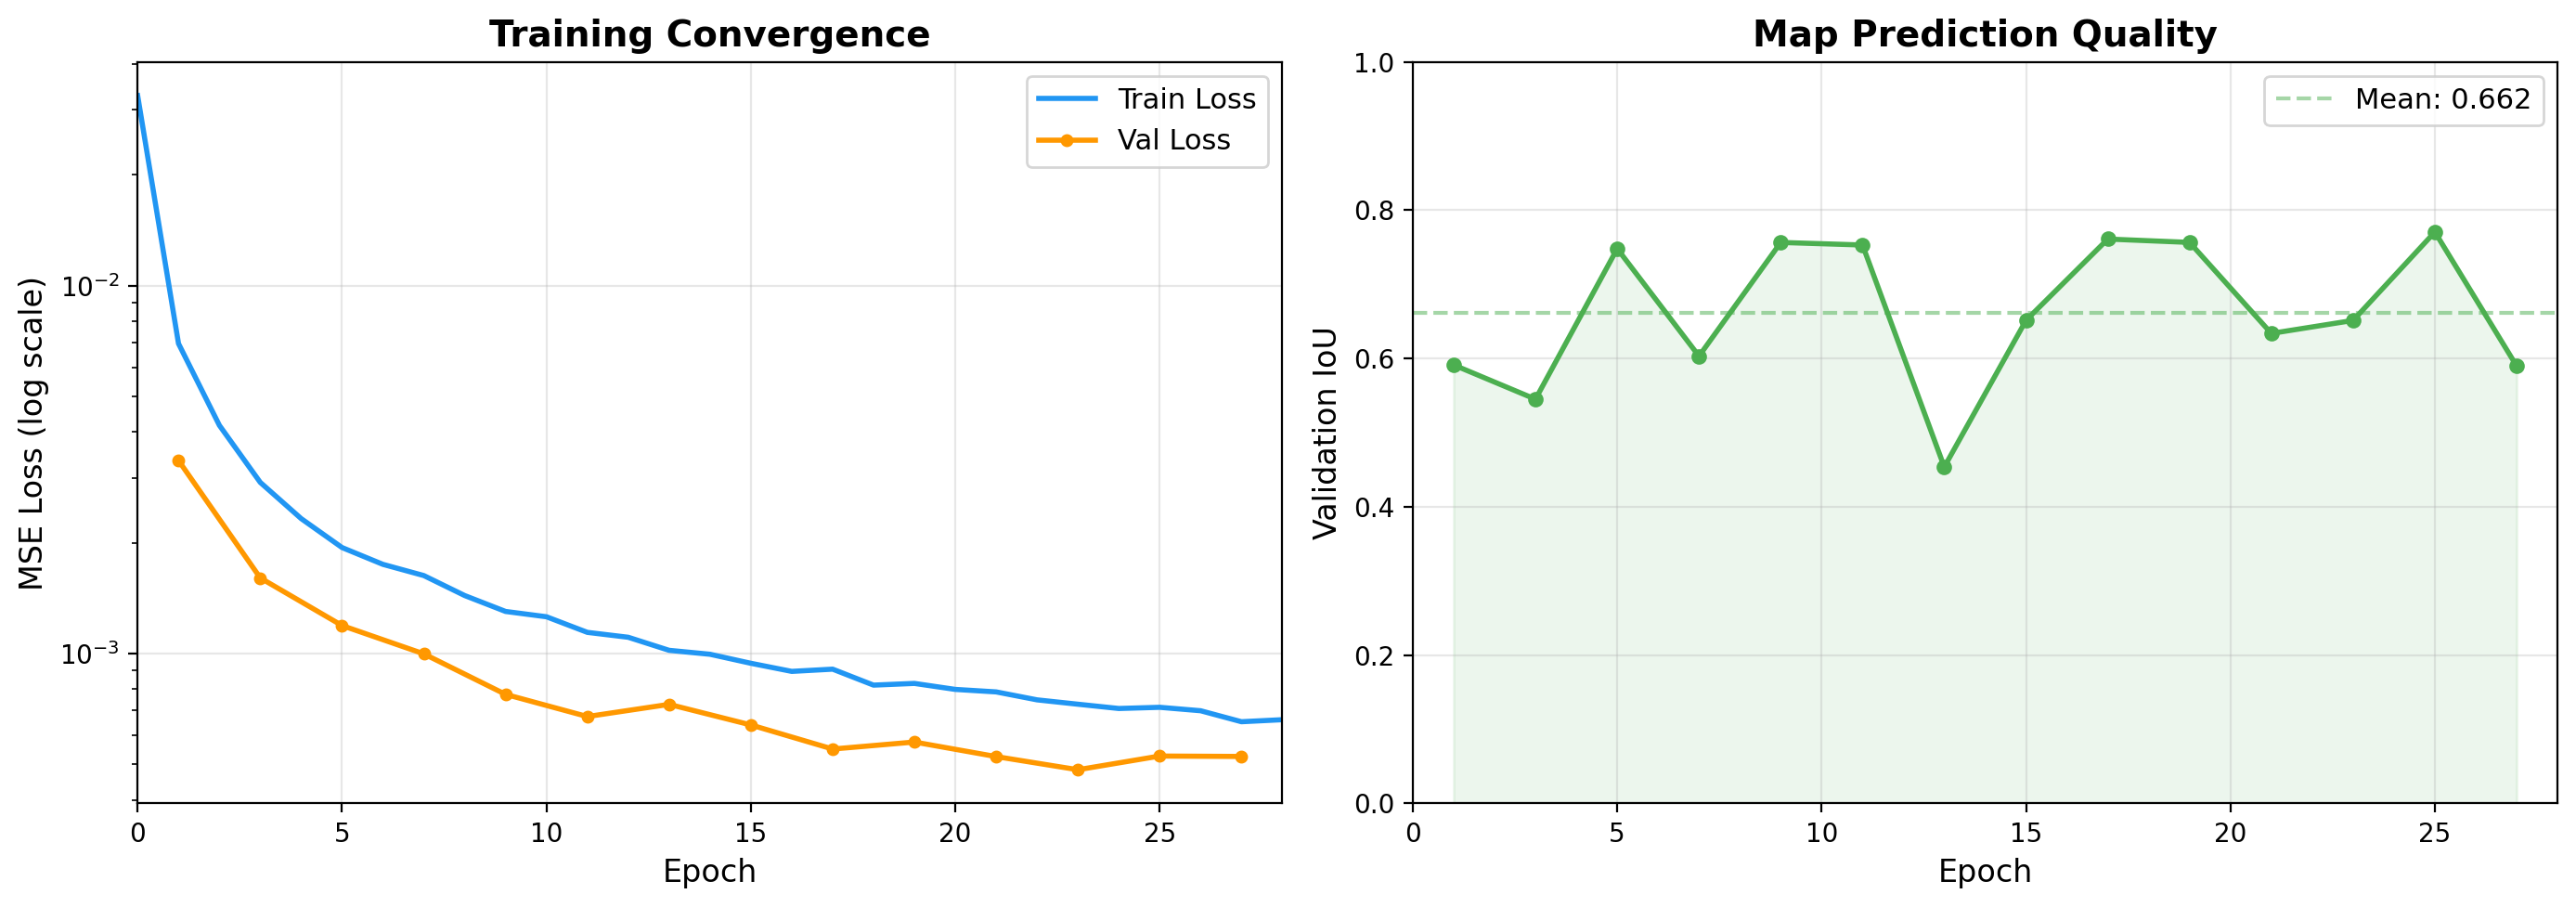 Training Convergence
MSE Loss (log scale)
10⁻²
10⁻³
Train Loss
Val Loss
0 5 10 15 20 25
Epoch
Map Prediction Quality
Validation IoU
1.0
0.8
0.6
0.4
0.2
0.0
Mean: 0.662
0 5 10 15 20 25
Epoch